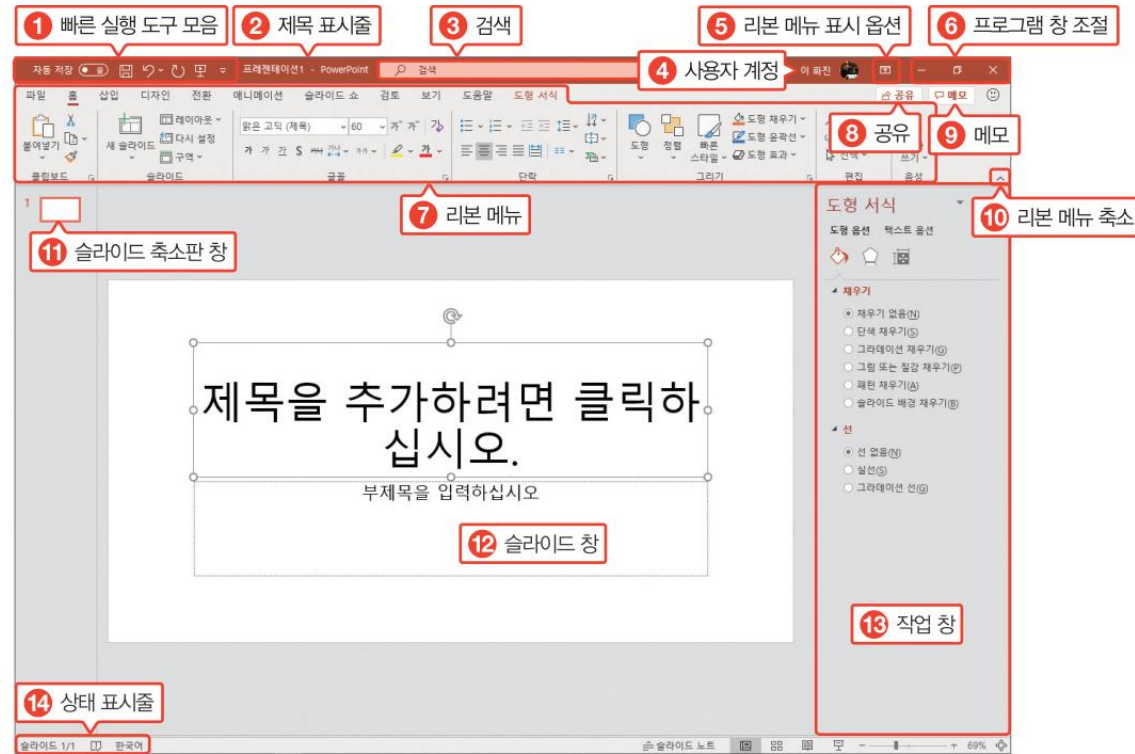 1 빠른 실행 도구 모음
2 제목 표시줄
3 검색
5 리본 메뉴 표시 옵션
6 프로그램 창 조절
자동 저장
프레젠테이션1 - PowerPoint
검색
4 사용자 계정
이 화진
파일 홈 삽입 디자인 전환 애니메이션 슬라이드 쇼 검토 보기 도움말 도형 서식
공유 메모
붙여넣기
새 슬라이드
레이아웃
다시 설정
구역
맑은 고딕 (제목) 60
가 가 간 S
도형
정렬
빠른
스타일
도형 채우기
도형 윤곽선
도형 효과
8 공유
9 메모
선택
쓰기
클립보드 슬라이드 글꼴 단락 그리기 편집 음성
7 리본 메뉴
10 리본 메뉴 축소
1
11 슬라이드 축소판 창
도형 서식
도형 옵션 텍스트 옵션
채우기
채우기 없음(N)
단색 채우기(S)
그라데이션 채우기(G)
그림 또는 질감 채우기(P)
패턴 채우기(A)
슬라이드 배경 채우기(B)
선
선 없음(N)
실선(S)
그라데이션 선(G)
제목을 추가하려면 클릭하
십시오.
부제목을 입력하십시오
12 슬라이드 창
13 작업 창
14 상태 표시줄
슬라이드 1/1 한국어
슬라이드 노트
69%